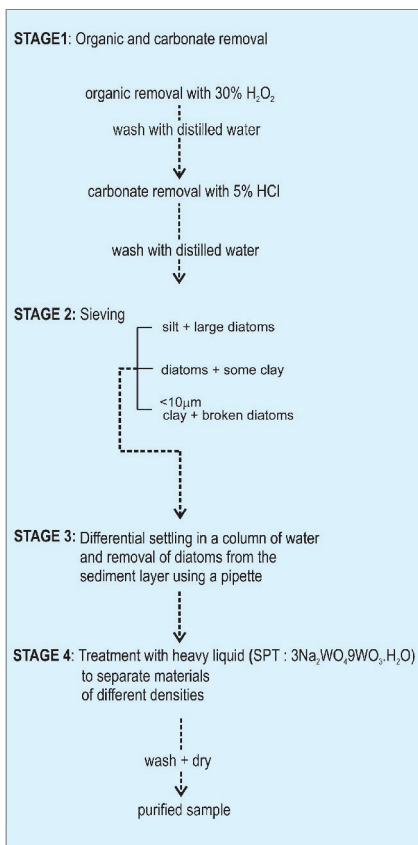 STAGE1: Organic and carbonate removal
organic removal with 30% H₂O₂
wash with distilled water
carbonate removal with 5% HCl
wash with distilled water
STAGE 2: Sieving
silt + large diatoms
diatoms + some clay
<10μm
clay + broken diatoms
STAGE 3: Differential settling in a column of water
and removal of diatoms from the
sediment layer using a pipette
STAGE 4: Treatment with heavy liquid (SPT : 3Na₂WO₄9WO₃.H₂O)
to separate materials
of different densities
wash + dry
purified sample